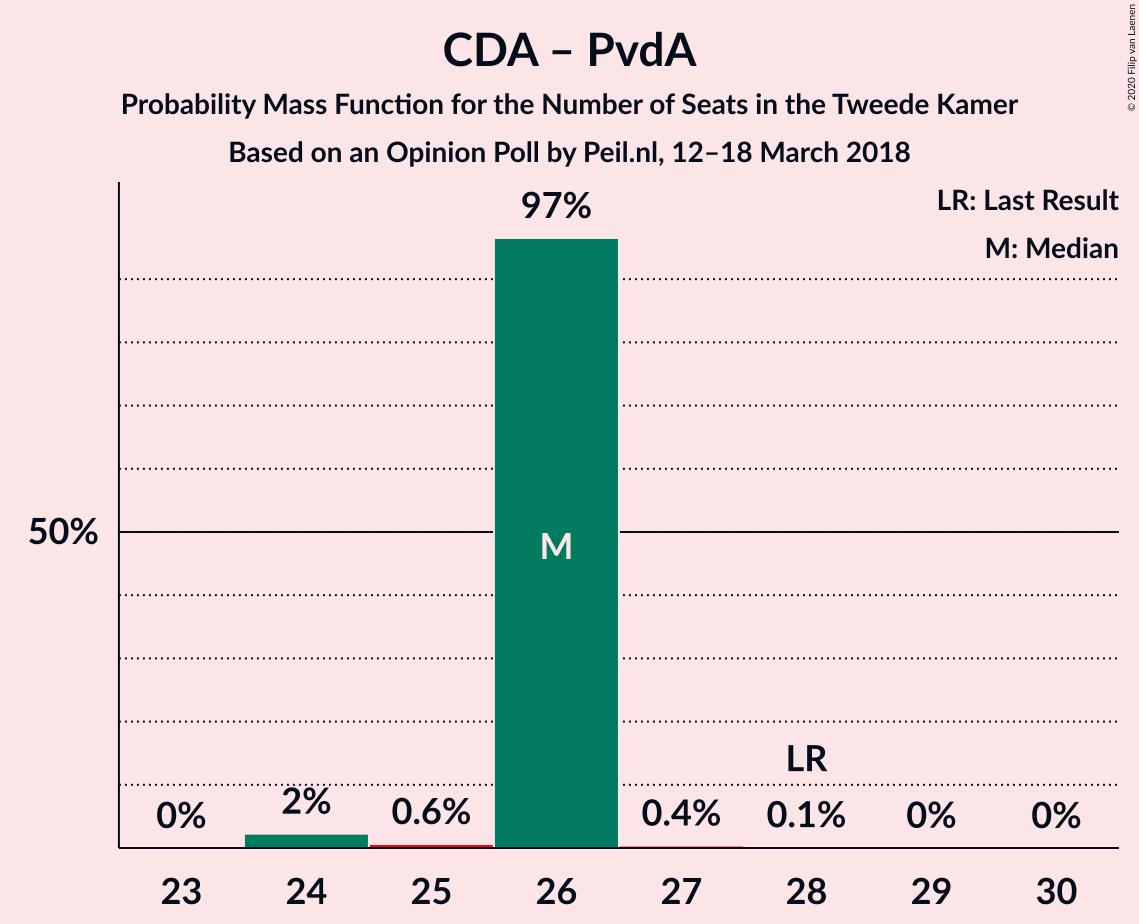 CDA – PvdA
Probability Mass Function for the Number of Seats in the Tweede Kamer
Based on an Opinion Poll by Peil.nl, 12–18 March 2018
© 2020 Filip van Laenen
LR: Last Result
M: Median
97%
50%
M
LR
0%
2%
0.6%
0.4%
0.1%
0%
0%
23
24
25
26
27
28
29
30